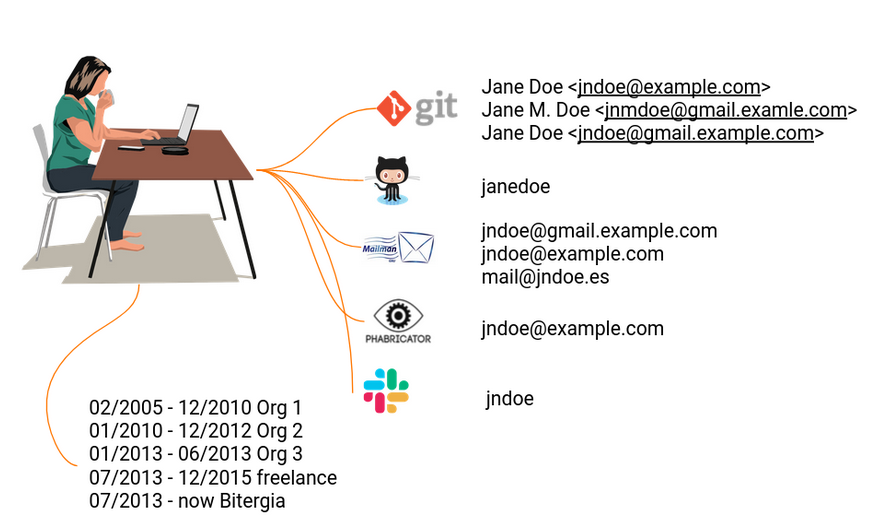 git
Jane Doe <jndoe@example.com>
Jane M. Doe <jnmdoe@gmail.examle.com>
Jane Doe <jndoe@gmail.example.com>
janedoe
Mailman
jndoe@gmail.example.com
jndoe@example.com
mail@jndoe.es
PHABRICATOR
jndoe@example.com
jndoe
02/2005 - 12/2010 Org 1
01/2010 - 12/2012 Org 2
01/2013 - 06/2013 Org 3
07/2013 - 12/2015 freelance
07/2013 - now Bitergia